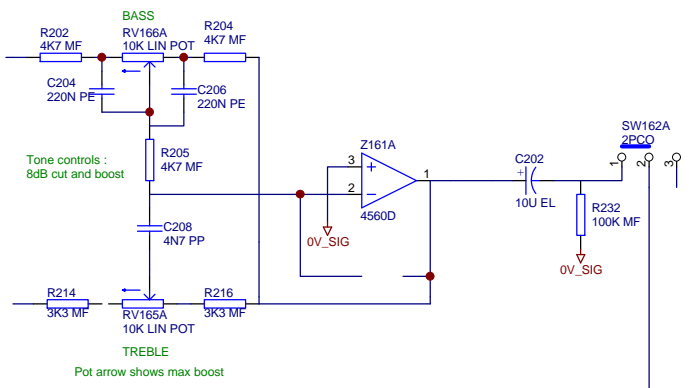 BASS
R202
4K7 MF
RV166A
10K LIN POT
R204
4K7 MF
C204
220N PE
C206
220N PE
Tone controls :
8dB cut and boost
R205
4K7 MF
Z161A
3
+
1
2
−
4560D
0V_SIG
C208
4N7 PP
C202
+
10U EL
SW162A
2PCO
1
2
3
R232
100K MF
0V_SIG
R214
3K3 MF
RV165A
10K LIN POT
R216
3K3 MF
TREBLE
Pot arrow shows max boost